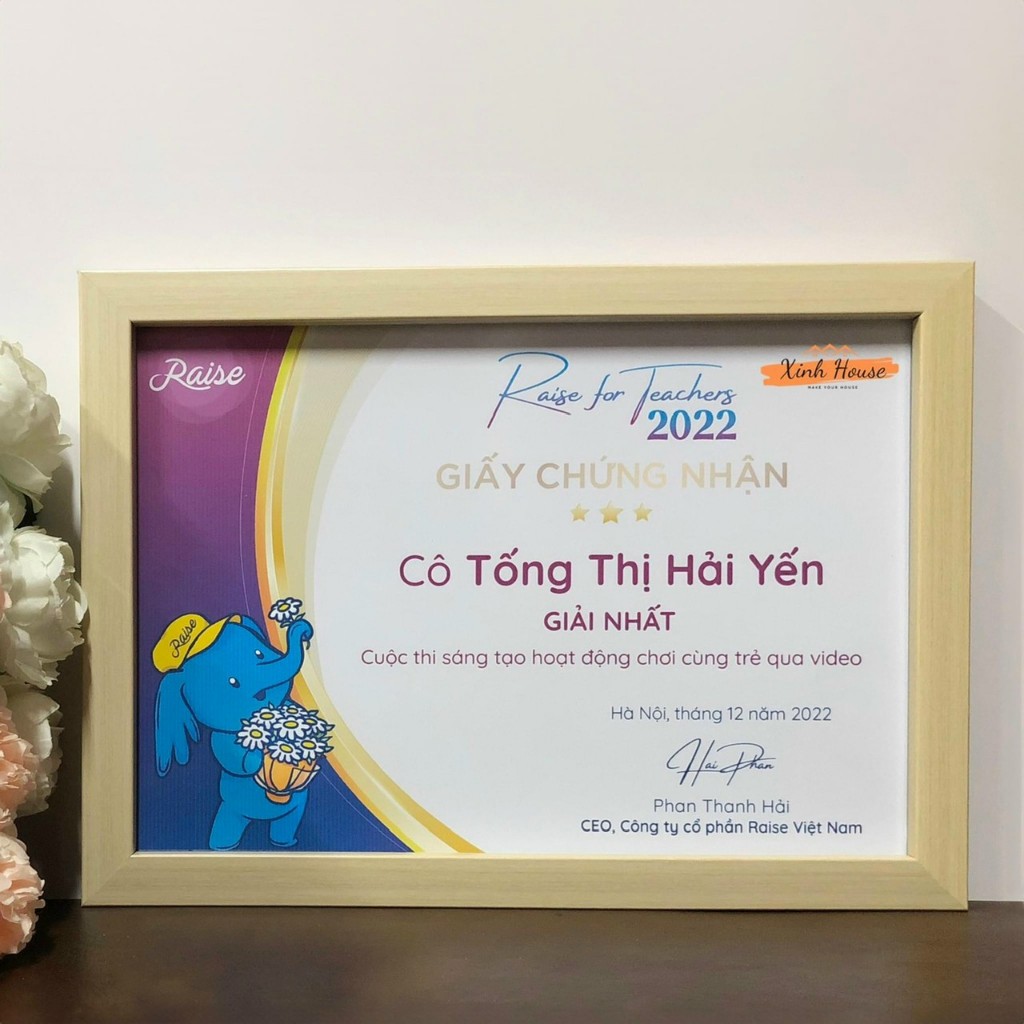 Raise
Raise for Teachers
2022
Xinh House
MAKE YOUR HOUSE
GIẤY CHỨNG NHẬN
Cô Tống Thị Hải Yến
GIẢI NHẤT
Cuộc thi sáng tạo hoạt động chơi cùng trẻ qua video
Raise
Hà Nội, tháng 12 năm 2022
Hai Phan
Phan Thanh Hải
CEO, Công ty cổ phần Raise Việt Nam